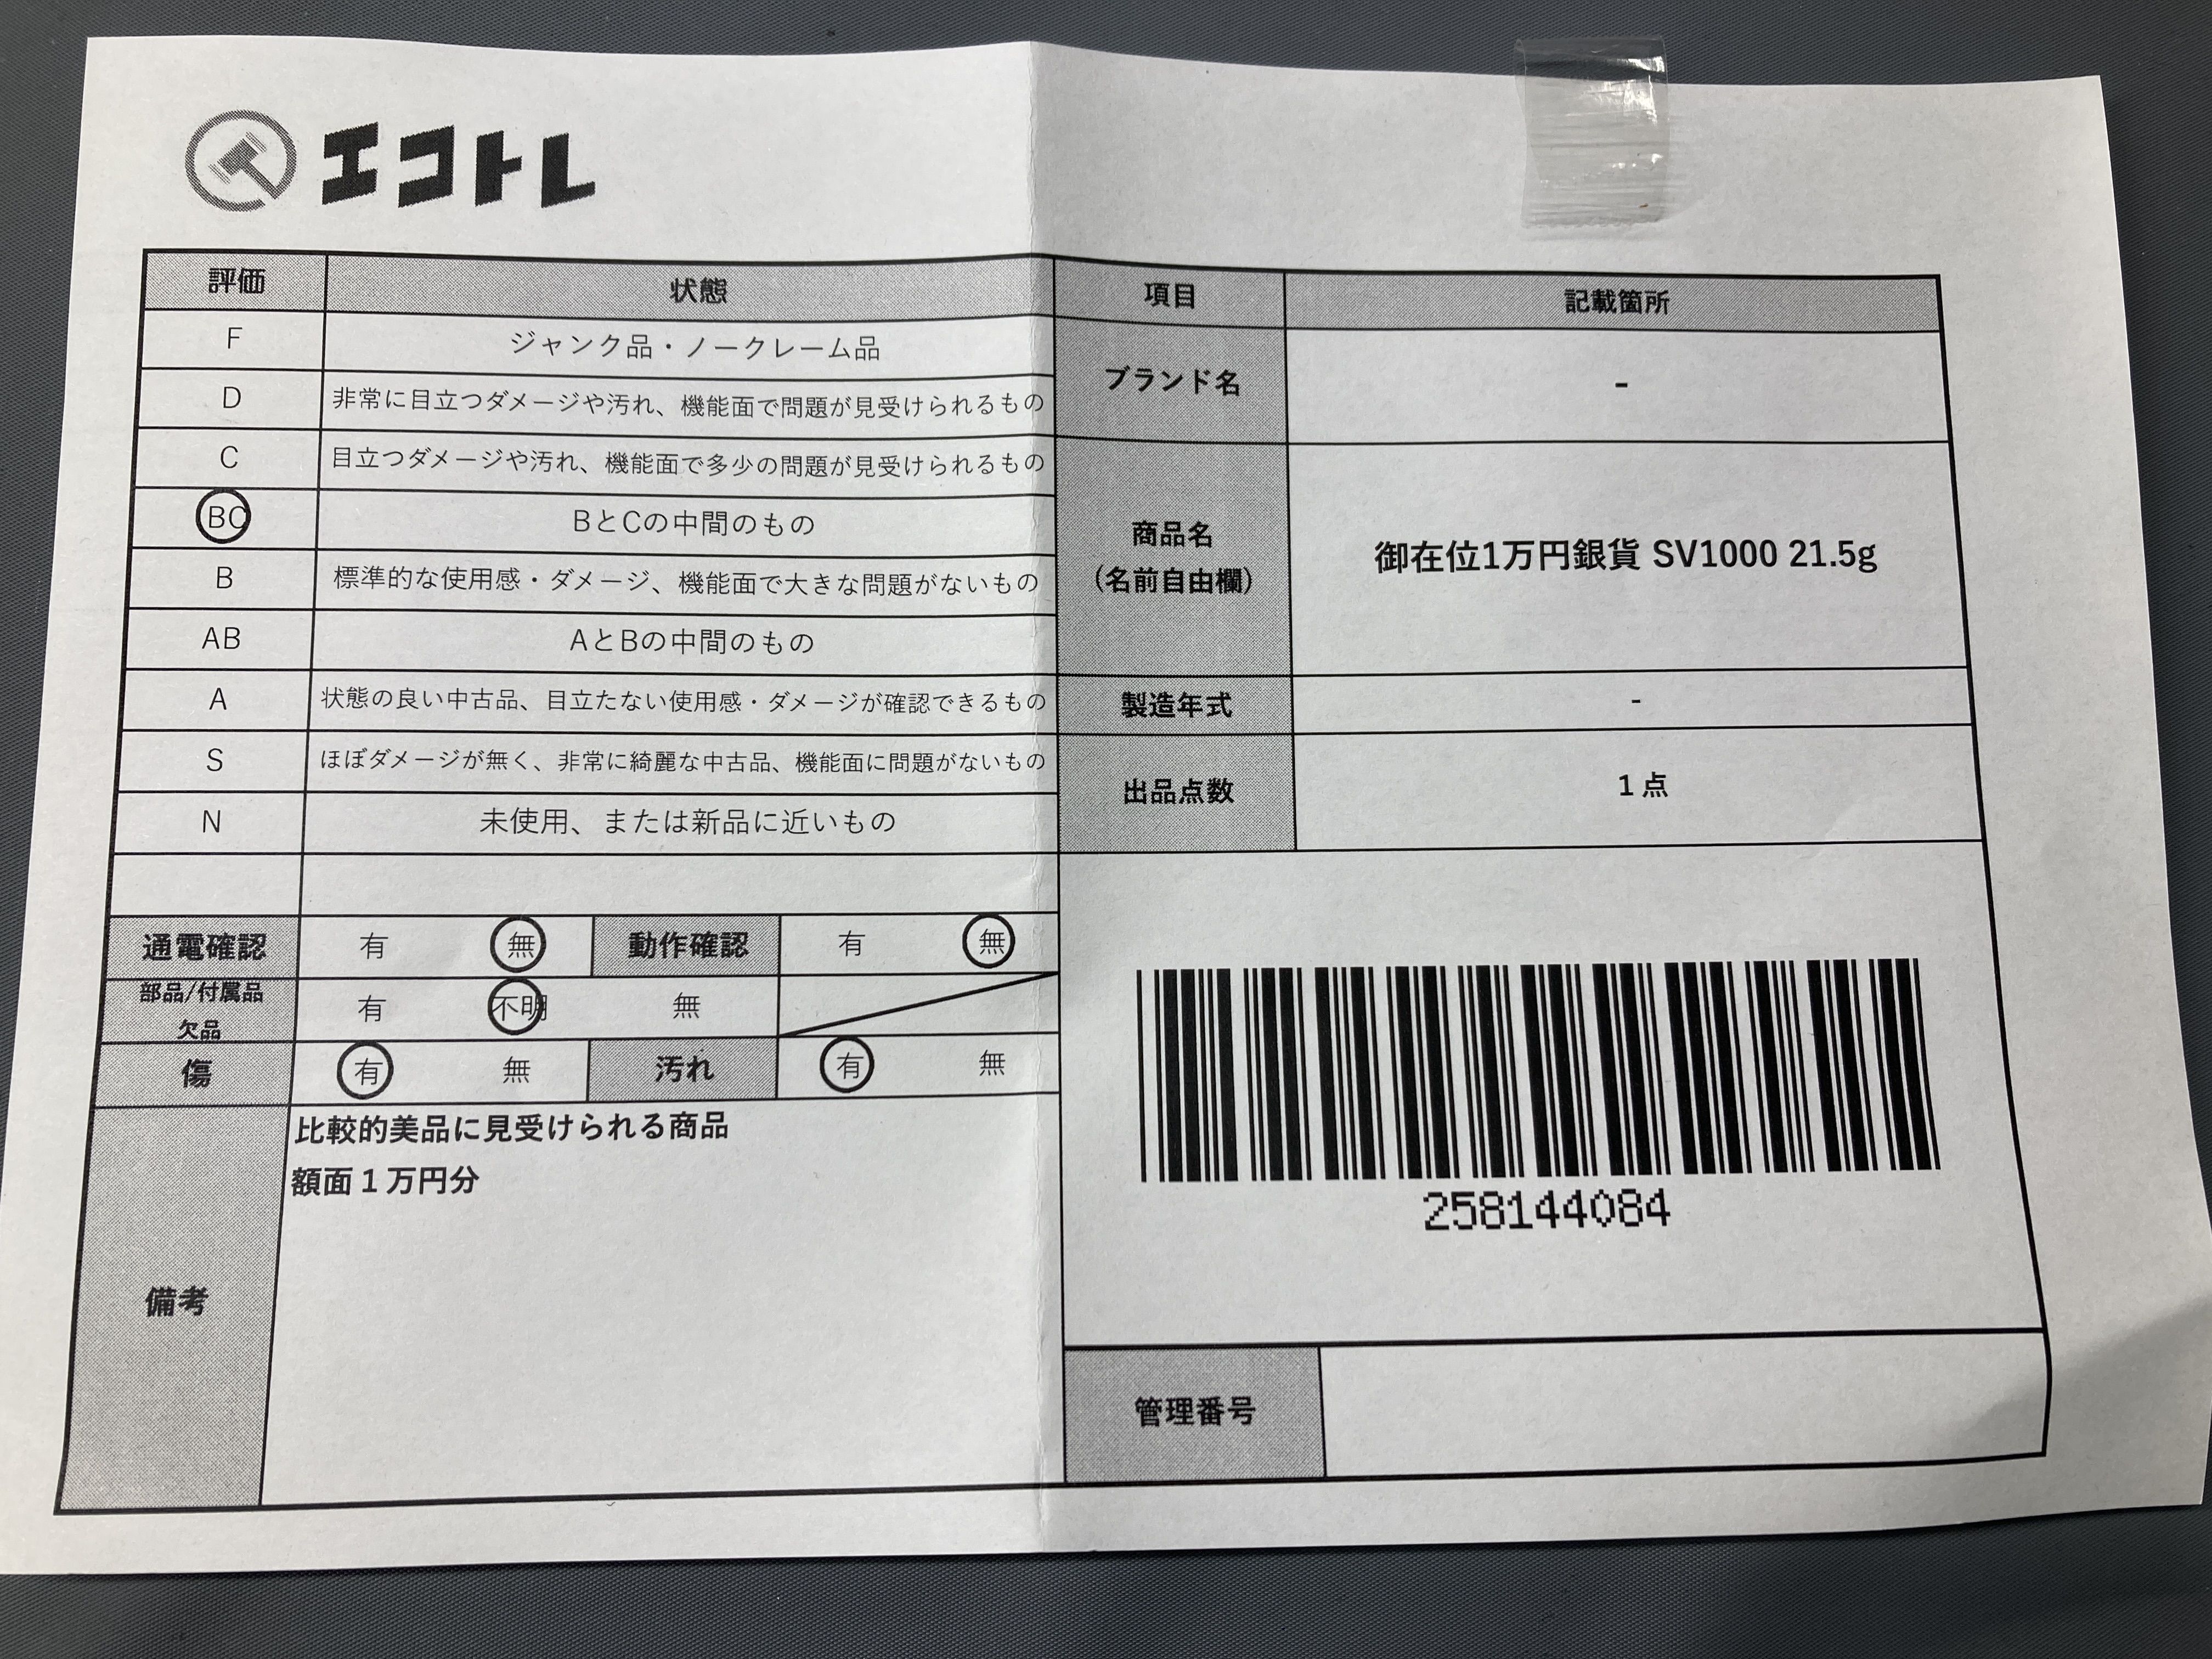 エコトレ
評価 状態
F ジャンク品・ノークレーム品
D 非常に目立つダメージや汚れ、機能面で問題が見受けられるもの
C 目立つダメージや汚れ、機能面で多少の問題が見受けられるもの
BC BとCの中間のもの
B 標準的な使用感・ダメージ、機能面で大きな問題がないもの
AB AとBの中間のもの
A 状態の良い中古品、目立たない使用感・ダメージが確認できるもの
S ほぼダメージが無く、非常に綺麗な中古品、機能面に問題がないもの
N 未使用、または新品に近いもの
通電確認 有 無 動作確認 有 無
部品/付属品
欠品 有 不明 無
傷 有 無 汚れ 有 無
備考
比較的美品に見受けられる商品
額面1万円分
項目 記載箇所
ブランド名 -
商品名
(名前自由欄)
御在位1万円銀貨 SV1000 21.5g
製造年式 -
出品点数 1点
258144084
管理番号